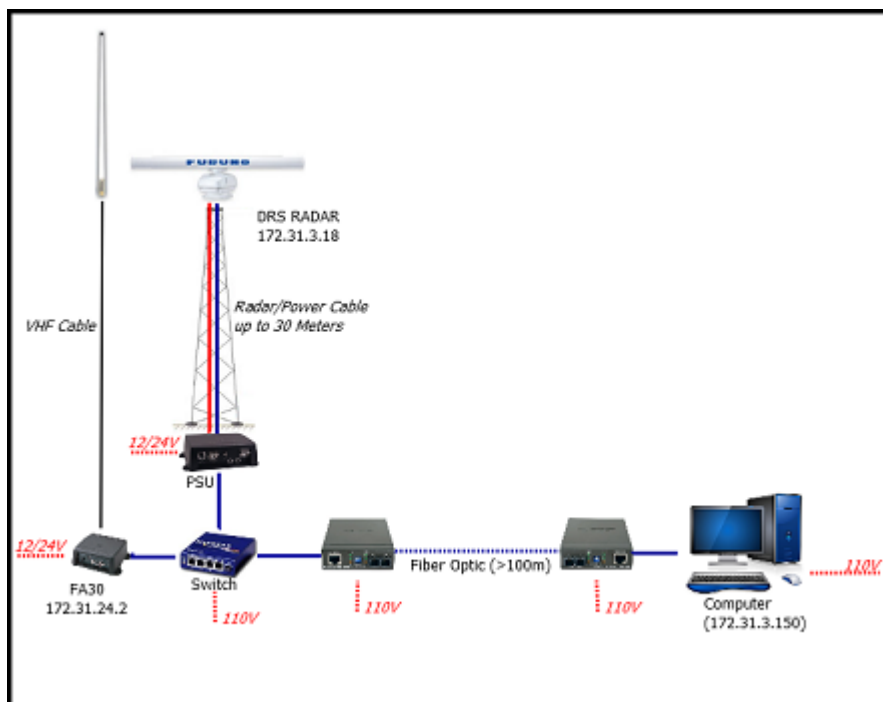 FURUNO
DRS RADAR
172.31.3.18
VHF Cable
Radar/Power Cable
up to 30 Meters
12/24V
PSU
12/24V
FA30
172.31.24.2
Switch
110V
110V
Fiber Optic (>100m)
110V
Computer
(172.31.3.150)
110V